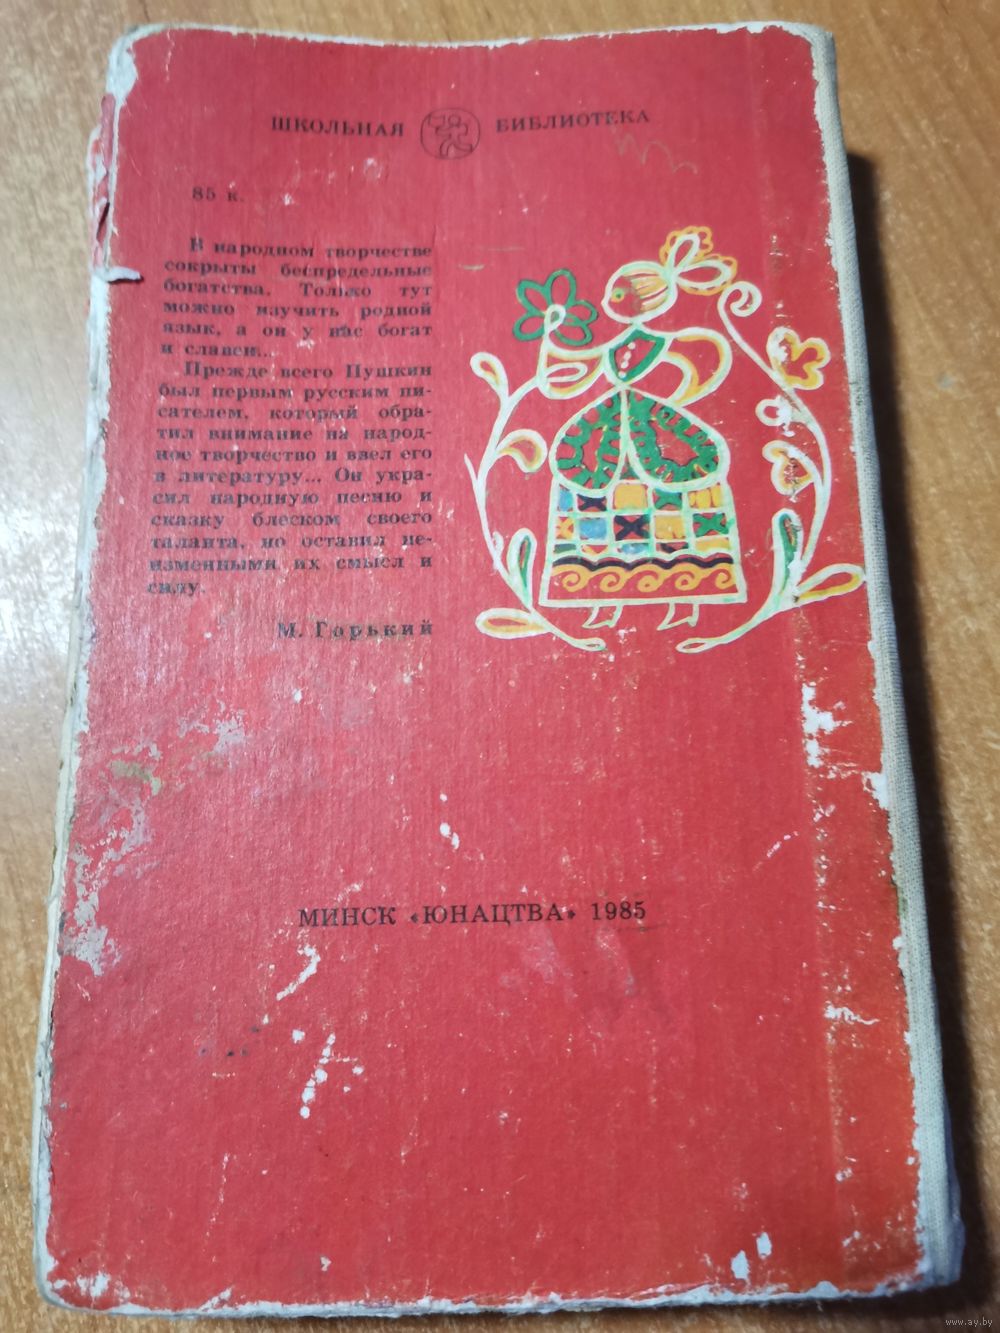 ШКОЛЬНАЯ БИБЛИОТЕКА
85 к.
В народном творчестве
сокрыты беспредельные
богатства. Только тут
можно изучить родной
язык, а он у нас богат
и славен...
Прежде всего Пушкин
был первым русским пи-
сателем, который обра-
тил внимание на народ-
ное творчество и ввел его
в литературу... Он укра-
сил народную песню и
сказку блеском своего
таланта, но оставил не-
изменными их смысл и
силу.
М. Горький
МИНСК «ЮНАЦТВА» 1985
www.ay.by